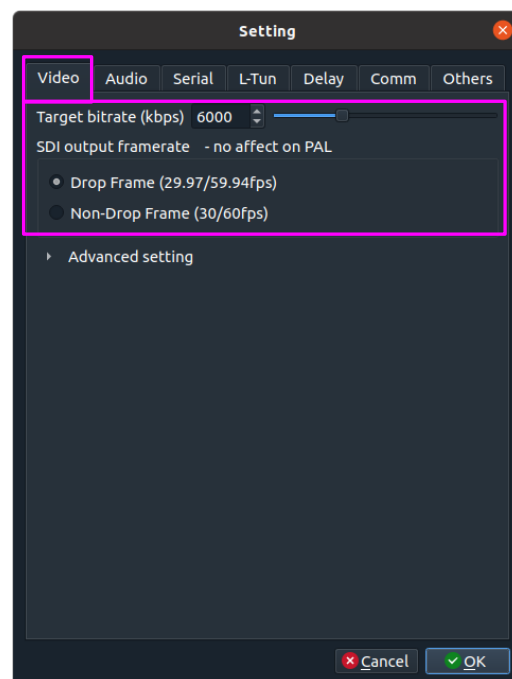 Setting
Video Audio Serial L-Tun Delay Comm Others
Target bitrate (kbps) 6000
SDI output framerate - no affect on PAL
Drop Frame (29.97/59.94fps)
Non-Drop Frame (30/60fps)
Advanced setting
Cancel OK